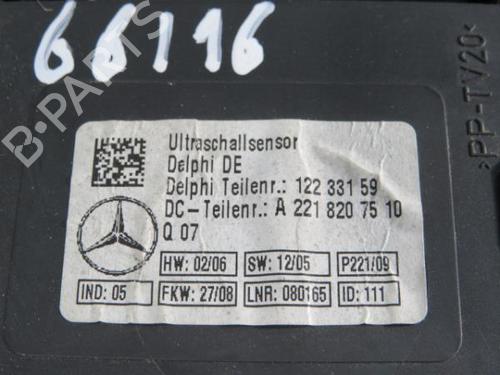 66116
>PP-TV20<
B-PARTS
Ultraschallsensor
Delphi DE
Delphi Teilenr.: 122 331 59
DC-Teilenr.: A 221 820 75 10
Q 07
HW: 02/06 SW: 12/05 P221/09
IND: 05 FKW: 27/08 LNR: 080165 ID: 111